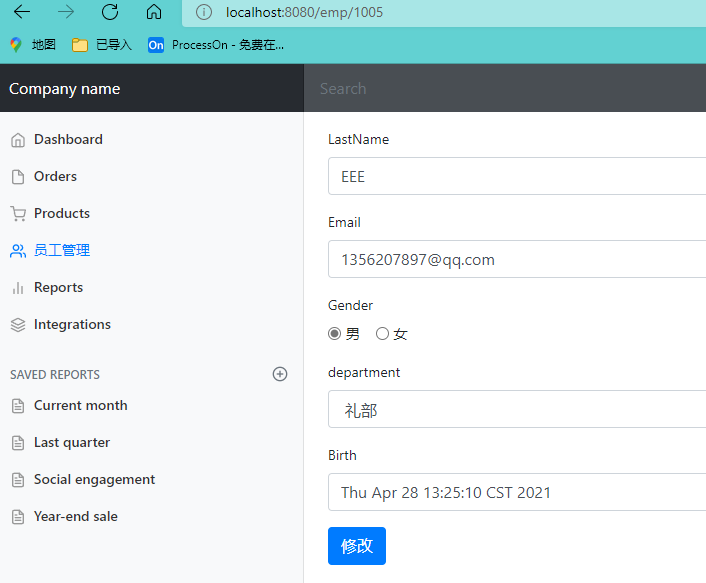 localhost:8080/emp/1005
地图 已导入 On ProcessOn - 免费在...
Company name
Search
Dashboard
Orders
Products
员工管理
Reports
Integrations
SAVED REPORTS
Current month
Last quarter
Social engagement
Year-end sale
LastName
EEE
Email
1356207897@qq.com
Gender
男 女
department
礼部
Birth
Thu Apr 28 13:25:10 CST 2021
修改